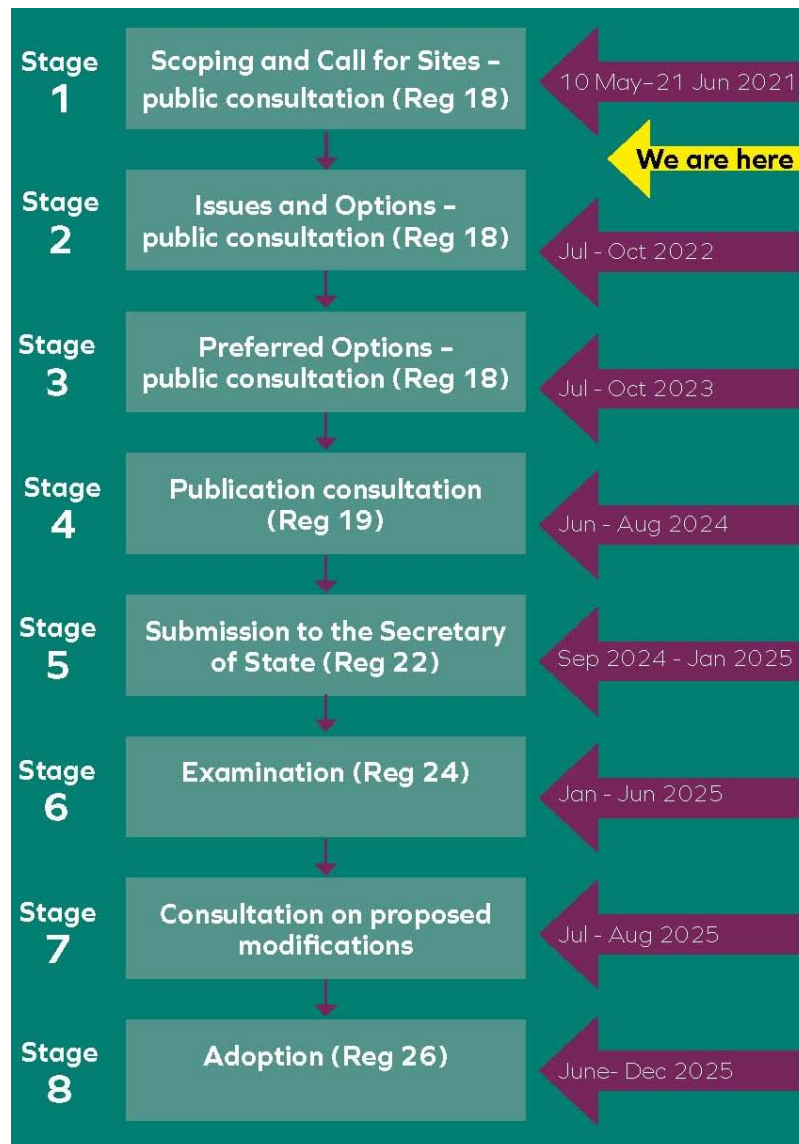 Stage
1
Scoping and Call for Sites –
public consultation (Reg 18)
10 May–21 Jun 2021
We are here
Stage
2
Issues and Options –
public consultation (Reg 18)
Jul - Oct 2022
Stage
3
Preferred Options –
public consultation (Reg 18)
Jul - Oct 2023
Stage
4
Publication consultation
(Reg 19)
Jun - Aug 2024
Stage
5
Submission to the Secretary
of State (Reg 22)
Sep 2024 - Jan 2025
Stage
6
Examination (Reg 24)
Jan - Jun 2025
Stage
7
Consultation on proposed
modifications
Jul - Aug 2025
Stage
8
Adoption (Reg 26)
June- Dec 2025